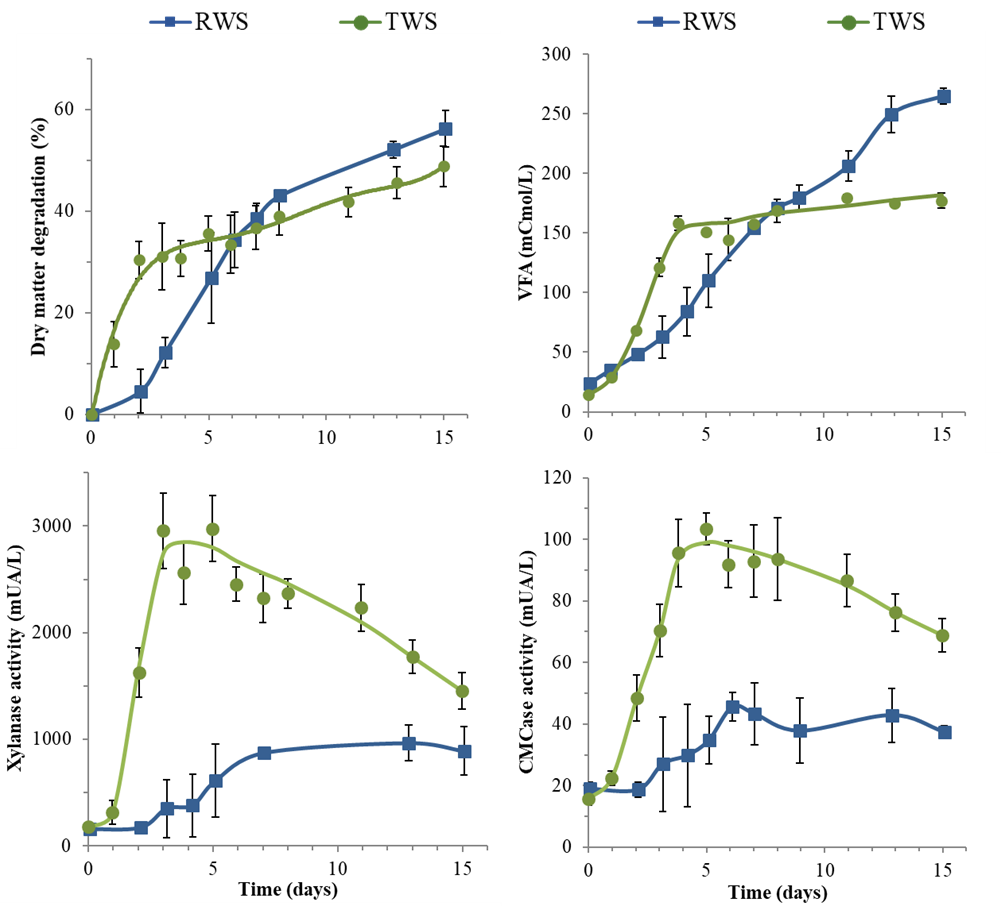 RWS TWS
RWS TWS
Dry matter degradation (%)
60
40
20
0
0 5 10 15
VFA (mCmol/L)
300
250
200
150
100
50
0
0 5 10 15
Xylanase activity (mUA/L)
3000
2000
1000
0
0 5 10 15
Time (days)
CMCase activity (mUA/L)
120
100
80
60
40
20
0
0 5 10 15
Time (days)